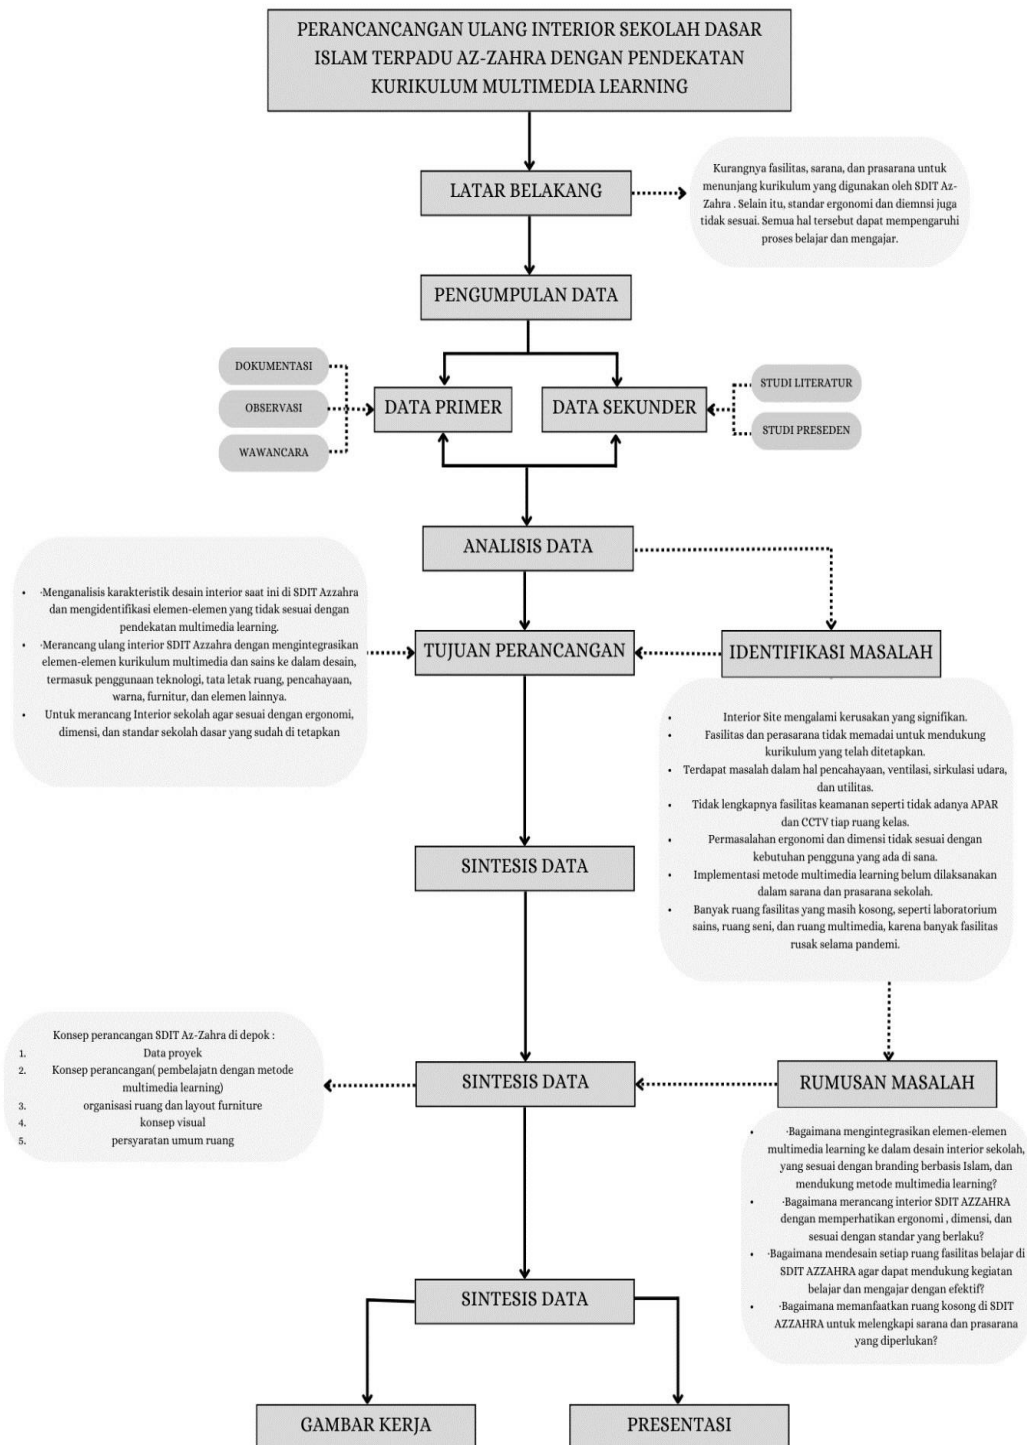 PERANCANCANGAN ULANG INTERIOR SEKOLAH DASAR
ISLAM TERPADU AZ-ZAHRA DENGAN PENDEKATAN
KURIKULUM MULTIMEDIA LEARNING
LATAR BELAKANG
Kurangnya fasilitas, sarana, dan prasarana untuk
menunjang kurikulum yang digunakan oleh SDIT Az-
Zahra . Selain itu, standar ergonomi dan diemnsi juga
tidak sesuai. Semua hal tersebut dapat mempengaruhi
proses belajar dan mengajar.
PENGUMPULAN DATA
DOKUMENTASI
OBSERVASI
WAWANCARA
DATA PRIMER
DATA SEKUNDER
STUDI LITERATUR
STUDI PRESEDEN
ANALISIS DATA
• ·Menganalisis karakteristik desain interior saat ini di SDIT Azzahra
dan mengidentifikasi elemen-elemen yang tidak sesuai dengan
pendekatan multimedia learning.
• ·Merancang ulang interior SDIT Azzahra dengan mengintegrasikan
elemen-elemen kurikulum multimedia dan sains ke dalam desain,
termasuk penggunaan teknologi, tata letak ruang, pencahayaan,
warna, furnitur, dan elemen lainnya.
• Untuk merancang Interior sekolah agar sesuai dengan ergonomi,
dimensi, dan standar sekolah dasar yang sudah di tetapkan
TUJUAN PERANCANGAN
IDENTIFIKASI MASALAH
• Interior Site mengalami kerusakan yang signifikan.
• Fasilitas dan perasarana tidak memadai untuk mendukung
kurikulum yang telah ditetapkan.
• Terdapat masalah dalam hal pencahayaan, ventilasi, sirkulasi udara,
dan utilitas.
• Tidak lengkapnya fasilitas keamanan seperti tidak adanya APAR
dan CCTV tiap ruang kelas.
• Permasalahan ergonomi dan dimensi tidak sesuai dengan
kebutuhan pengguna yang ada di sana.
• Implementasi metode multimedia learning belum dilaksanakan
dalam sarana dan prasarana sekolah.
• Banyak ruang fasilitas yang masih kosong, seperti laboratorium
sains, ruang seni, dan ruang multimedia, karena banyak fasilitas
rusak selama pandemi.
SINTESIS DATA
Konsep perancangan SDIT Az-Zahra di depok :
1. Data proyek
2. Konsep perancangan( pembelajatn dengan metode
multimedia learning)
3. organisasi ruang dan layout furniture
4. konsep visual
5. persyaratan umum ruang
SINTESIS DATA
RUMUSAN MASALAH
• ·Bagaimana mengintegrasikan elemen-elemen
multimedia learning ke dalam desain interior sekolah,
yang sesuai dengan branding berbasis Islam, dan
mendukung metode multimedia learning?
• ·Bagaimana merancang interior SDIT AZZAHRA
dengan memperhatikan ergonomi , dimensi, dan
sesuai dengan standar yang berlaku?
• ·Bagaimana mendesain setiap ruang fasilitas belajar di
SDIT AZZAHRA agar dapat mendukung kegiatan
belajar dan mengajar dengan efektif?
• ·Bagaimana memanfaatkan ruang kosong di SDIT
AZZAHRA untuk melengkapi sarana dan prasarana
yang diperlukan?
SINTESIS DATA
GAMBAR KERJA
PRESENTASI